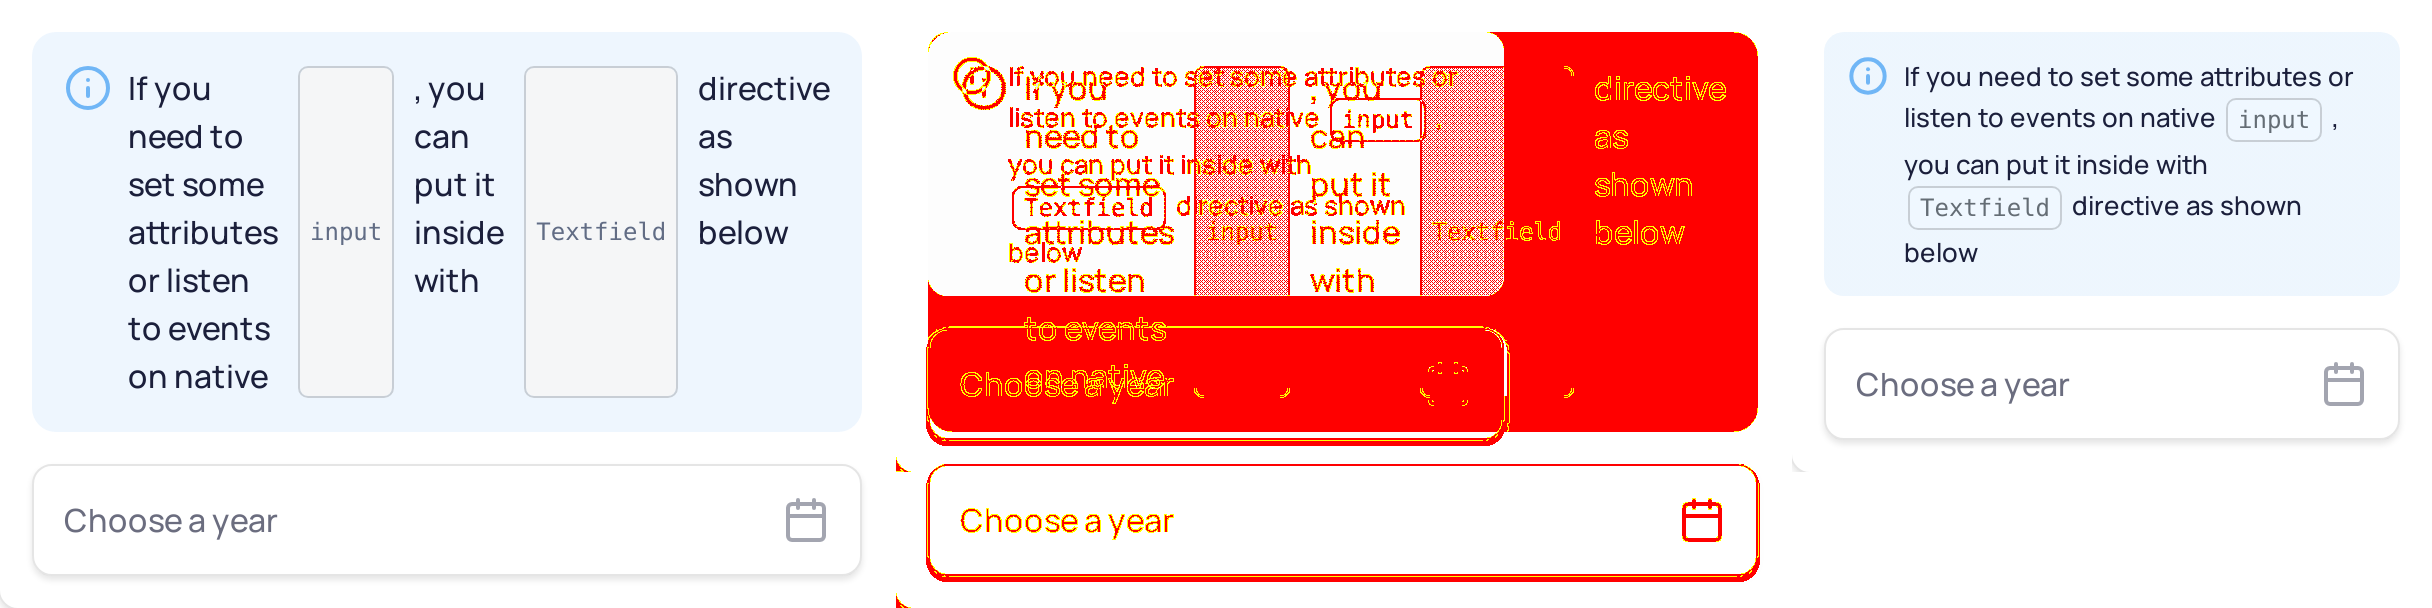 If you
need to
set some
attributes
or listen
to events
on native
input
, you
can
put it
inside
with
Textfield
directive
as
shown
below
Choose a year
If you need to set some attributes or
listen to events on native input ,
you can put it inside with
Textfield directive as shown
below
If you
need to
set some
attributes
or listen
to events
on native
input
, you
can
put it
inside
with
Textfield
directive
as
shown
below
Choose a year
Choose a year
If you need to set some attributes or
listen to events on native input ,
you can put it inside with
Textfield directive as shown
below
Choose a year